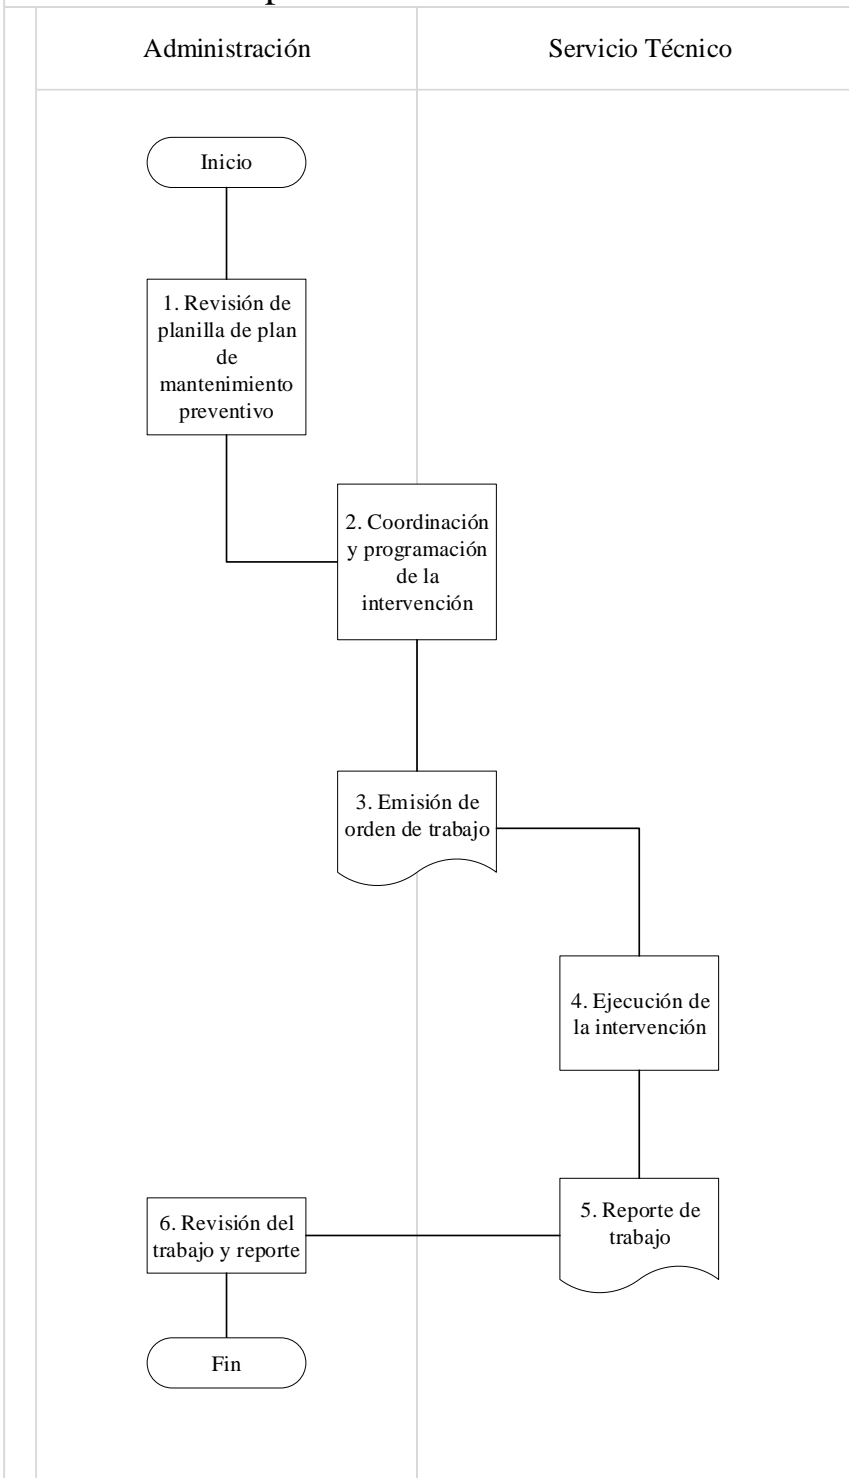 Administración
Servicio Técnico
Inicio
1. Revisión de
planilla de plan
de
mantenimiento
preventivo
2. Coordinación
y programación
de la
intervención
3. Emisión de
orden de trabajo
4. Ejecución de
la intervención
5. Reporte de
trabajo
6. Revisión del
trabajo y reporte
Fin